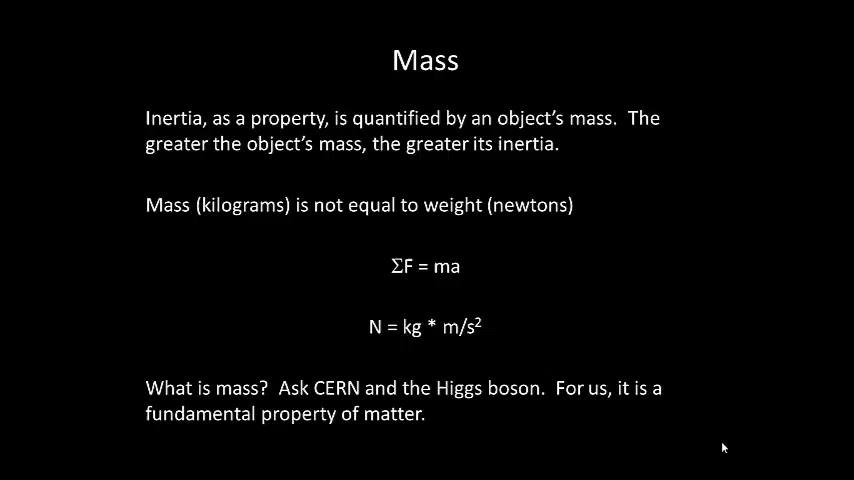 Mass
Inertia, as a property, is quantified by an object’s mass.  The
greater the object’s mass, the greater its inertia.
Mass (kilograms) is not equal to weight (newtons)
ΣF = ma
N = kg * m/s²
What is mass?  Ask CERN and the Higgs boson.  For us, it is a
fundamental property of matter.